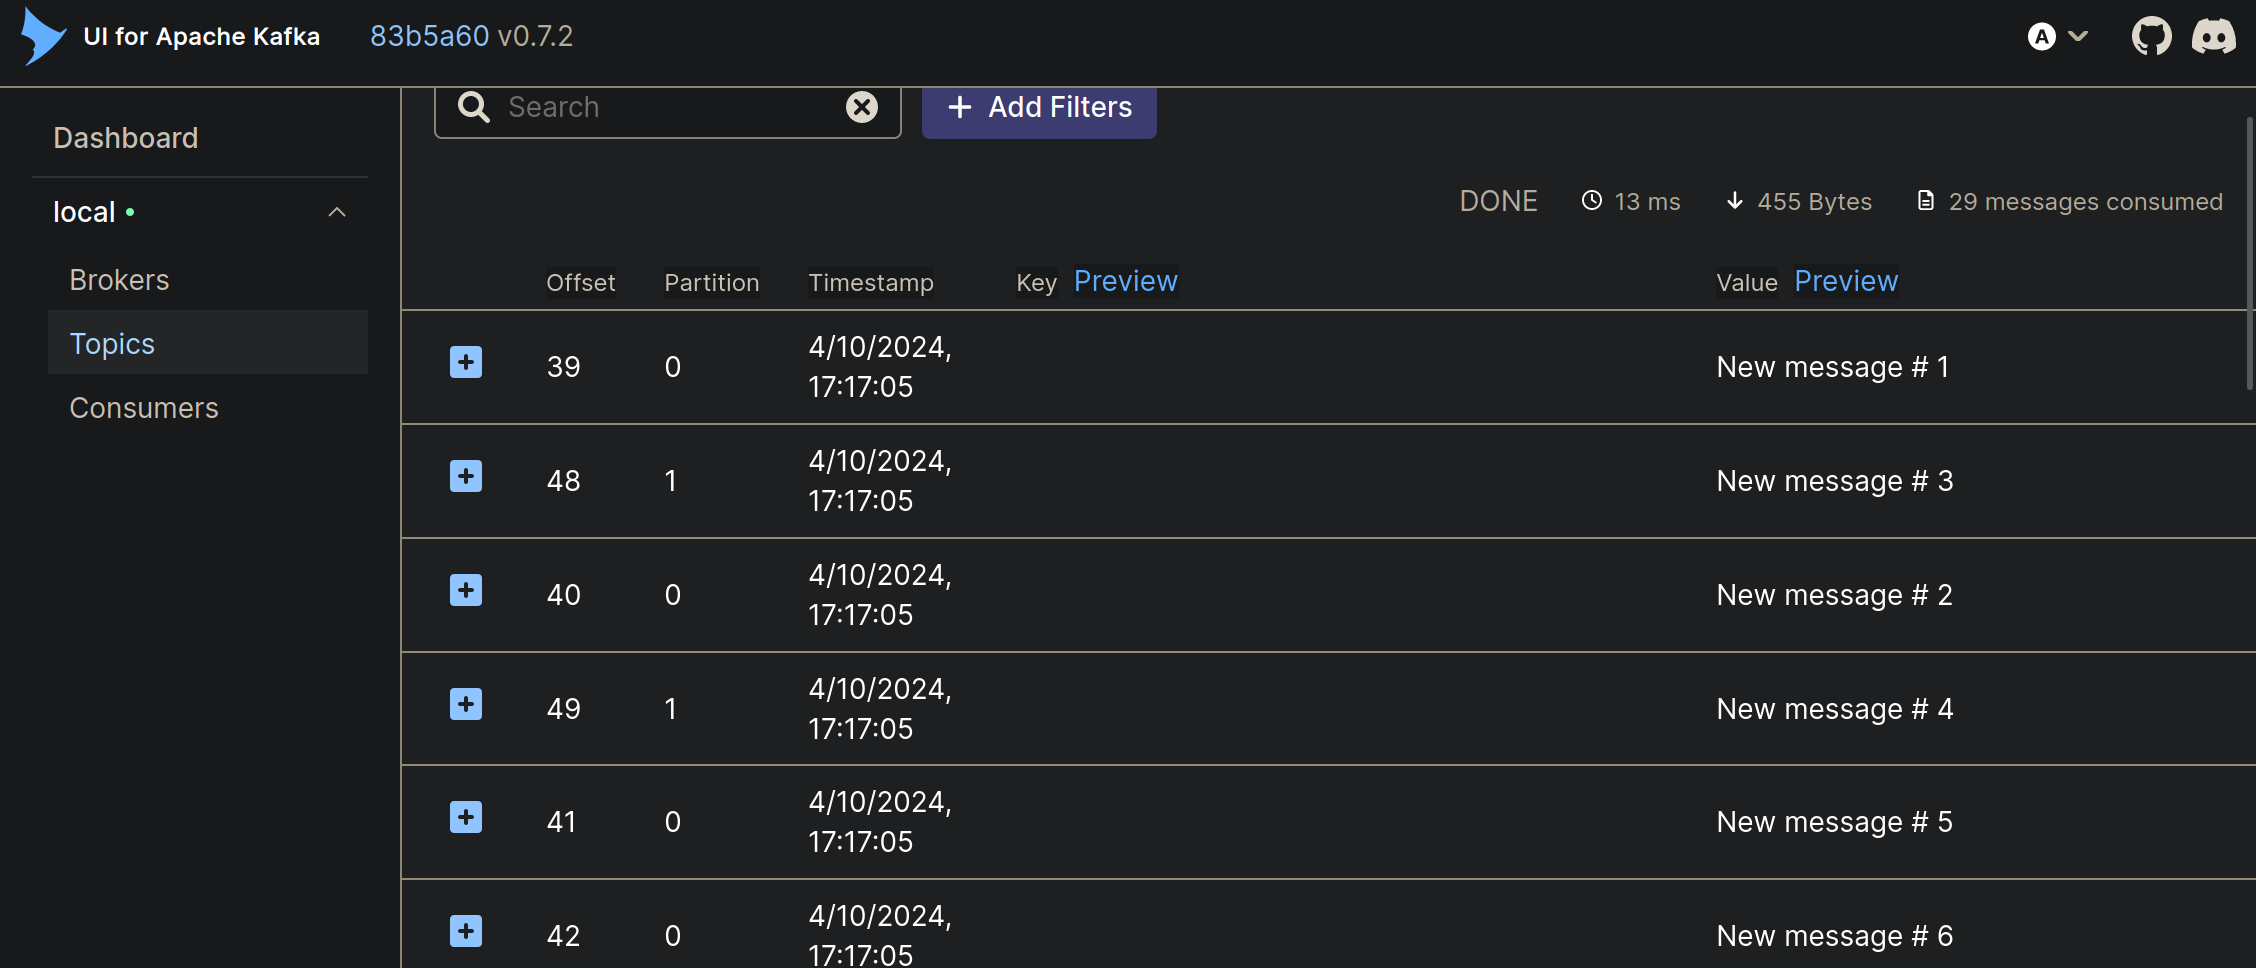 UI for Apache Kafka 83b5a60 v0.7.2 A
Dashboard
local
Brokers
Topics
Consumers
Search Add Filters
DONE 13 ms 455 Bytes 29 messages consumed
Offset Partition Timestamp Key Preview Value Preview
39 0 4/10/2024, 17:17:05 New message # 1
48 1 4/10/2024, 17:17:05 New message # 3
40 0 4/10/2024, 17:17:05 New message # 2
49 1 4/10/2024, 17:17:05 New message # 4
41 0 4/10/2024, 17:17:05 New message # 5
42 0 4/10/2024, 17:17:05 New message # 6